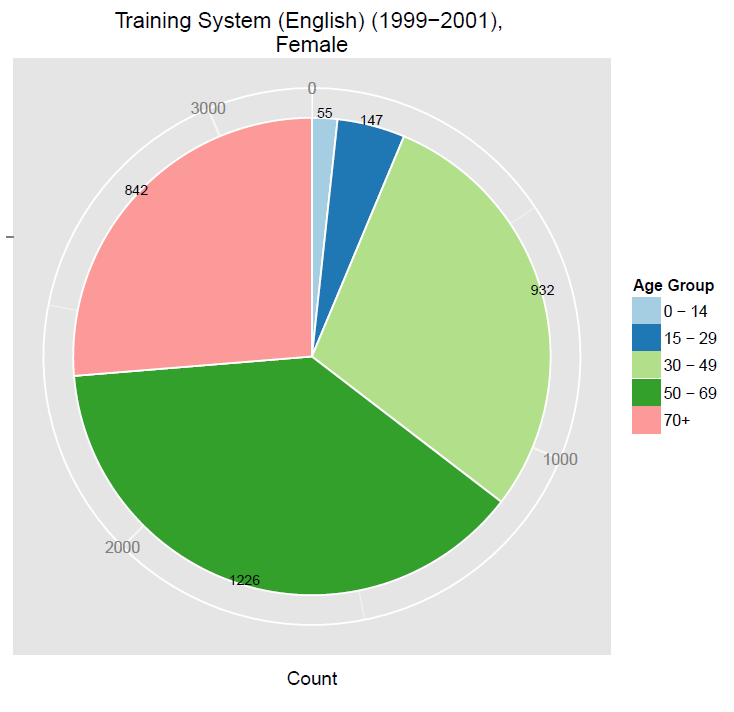 Training System (English) (1999−2001),
Female
0
3000
55
147
842
932
Age Group
0 − 14
15 − 29
30 − 49
50 − 69
70+
1000
2000
1226
Count